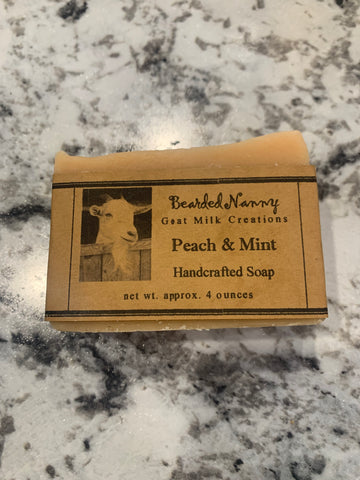 Bearded Nanny
Goat Milk Creations
Peach & Mint
Handcrafted Soap
net wt. approx. 4 ounces